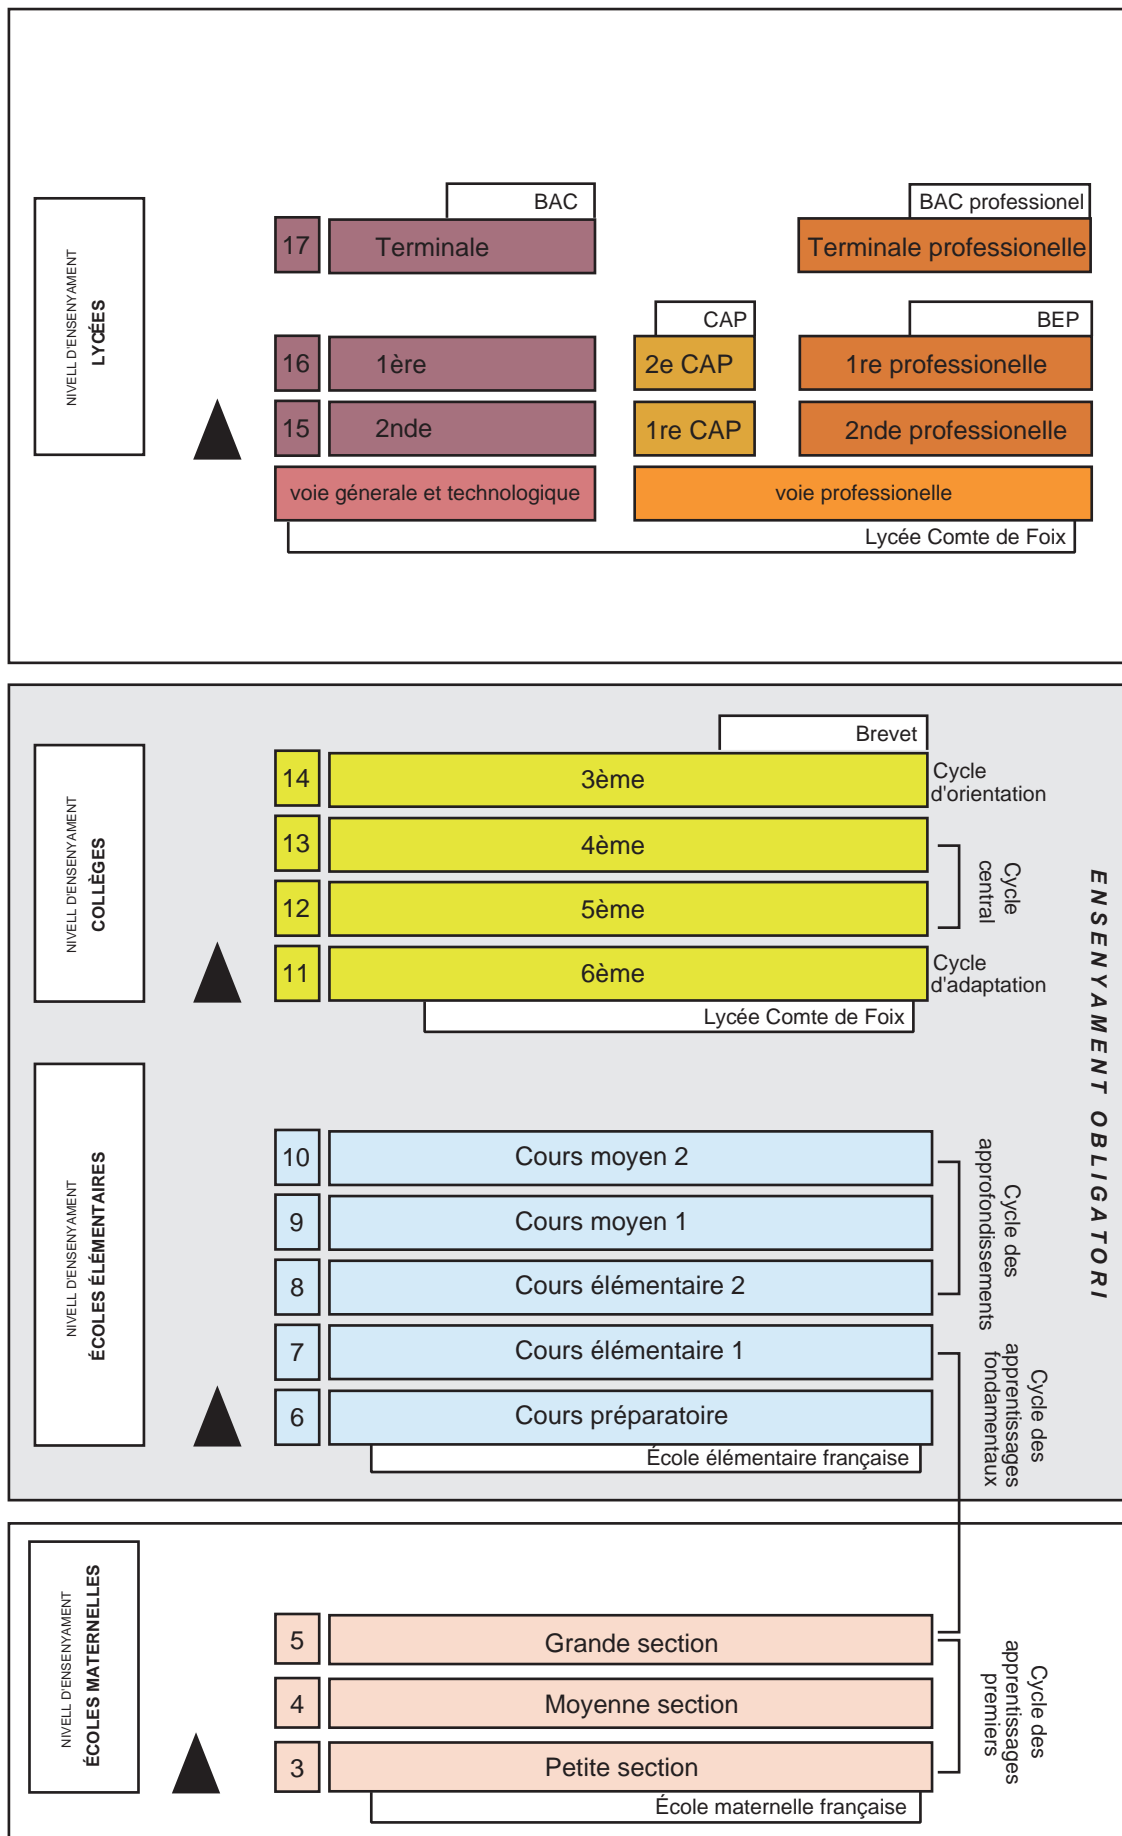 NIVELL D'ENSENYAMENT
LYCÉES
BAC
BAC professionel
17
Terminale
Terminale professionelle
CAP
BEP
16
1ère
2e CAP
1re professionelle
15
2nde
1re CAP
2nde professionelle
voie génerale et technologique
voie professionelle
Lycée Comte de Foix
ENSENYAMENT OBLIGATORI
NIVELL D'ENSENYAMENT
COLLÈGES
Brevet
14
3ème
Cycle
d'orientation
13
4ème
Cycle
central
12
5ème
11
6ème
Cycle
d'adaptation
Lycée Comte de Foix
NIVELL D'ENSENYAMENT
ÉCOLES ÉLÉMENTAIRES
10
Cours moyen 2
Cycle des
approfondissements
9
Cours moyen 1
8
Cours élémentaire 2
7
Cours élémentaire 1
Cycle des
apprentissages
fondamentaux
6
Cours préparatoire
École élémentaire française
NIVELL D'ENSENYAMENT
ÉCOLES MATERNELLES
5
Grande section
Cycle des
apprentissages
premiers
4
Moyenne section
3
Petite section
École maternelle française